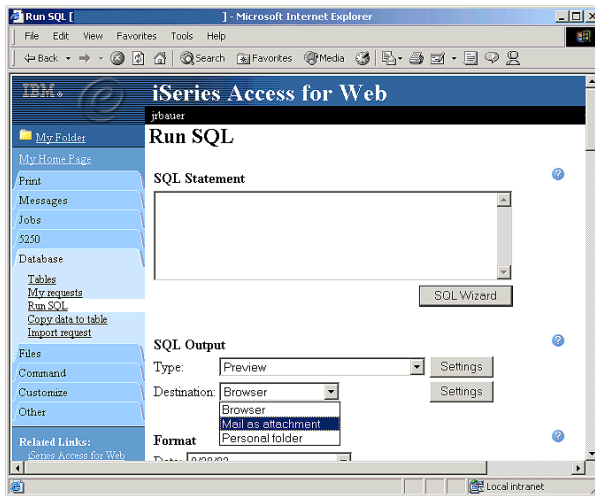 Run SQL [ ] - Microsoft Internet Explorer
File Edit View Favorites Tools Help
Back Search Favorites Media
IBM. e iSeries Access for Web
jrbauer
My Folder
My Home Page
Print
Messages
Jobs
5250
Database
Tables
My requests
Run SQL
Copy data to table
Import request
Files
Command
Customize
Other
Related Links:
iSeries Access for Web
Run SQL
SQL Statement
SQL Wizard
SQL Output
Type: Preview Settings
Destination: Browser Settings
Browser
Mail as attachment
Personal folder
Format
Local intranet